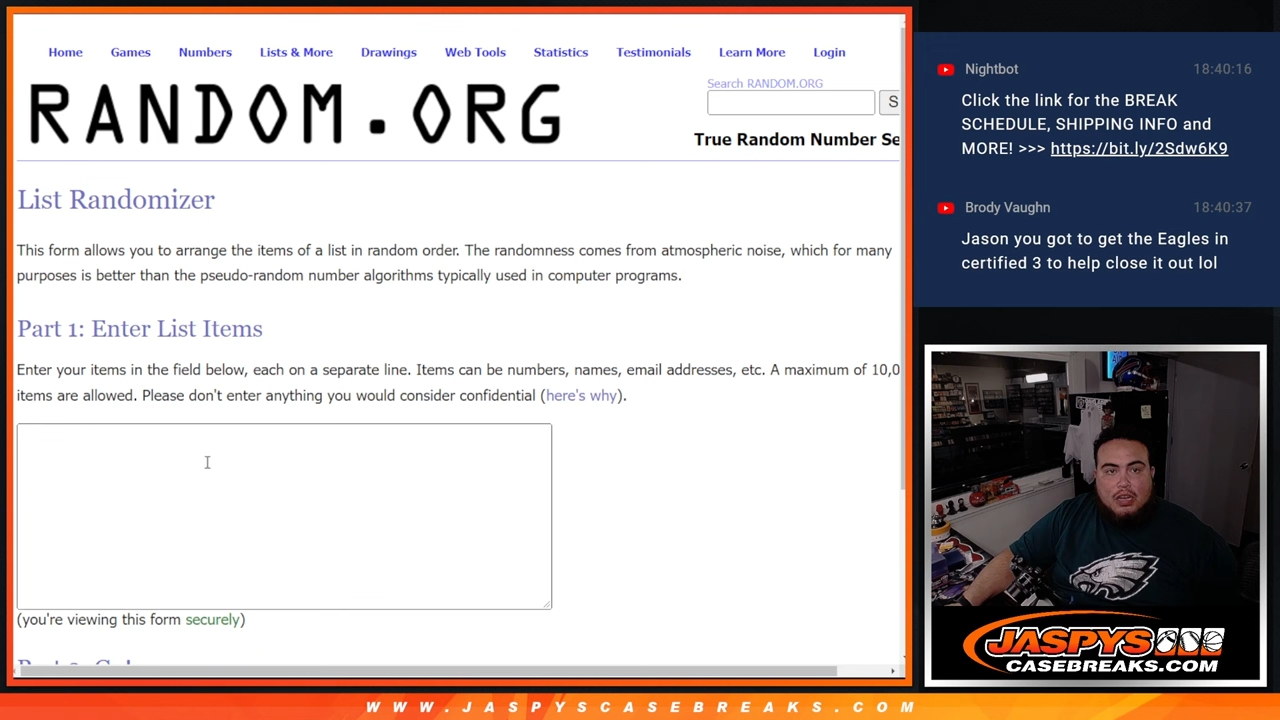 Home Games Numbers Lists & More Drawings Web Tools Statistics Testimonials Learn More Login
RANDOM.ORG
Search RANDOM.ORG
S
True Random Number Se
List Randomizer
This form allows you to arrange the items of a list in random order. The randomness comes from atmospheric noise, which for many
purposes is better than the pseudo-random number algorithms typically used in computer programs.
Part 1: Enter List Items
Enter your items in the field below, each on a separate line. Items can be numbers, names, email addresses, etc. A maximum of 10,0
items are allowed. Please don't enter anything you would consider confidential (here's why).
(you're viewing this form securely)
Nightbot 18:40:16
Click the link for the BREAK
SCHEDULE, SHIPPING INFO and
MORE! >>> https://bit.ly/2Sdw6K9
Brody Vaughn 18:40:37
Jason you got to get the Eagles in
certified 3 to help close it out lol
JASPYS
CASEBREAKS.COM
WWW.JASPYSCASEBREAKS.COM